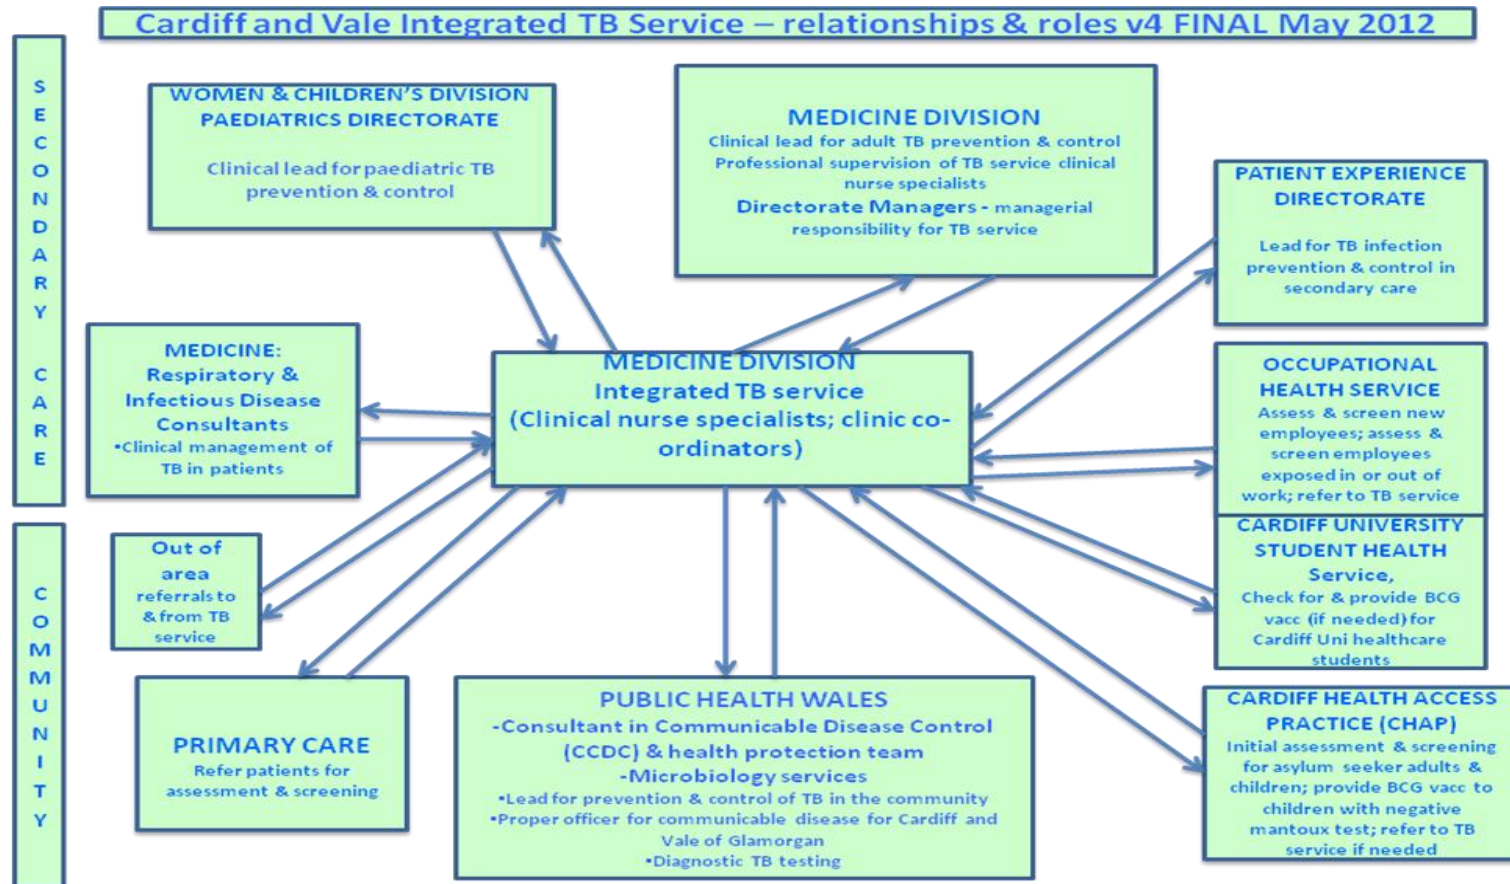 Cardiff and Vale Integrated TB Service – relationships & roles v4 FINAL May 2012
SECONDARY CARE
WOMEN & CHILDREN'S DIVISION
PAEDIATRICS DIRECTORATE
Clinical lead for paediatric TB
prevention & control
MEDICINE DIVISION
Clinical lead for adult TB prevention & control
Professional supervision of TB service clinical
nurse specialists
Directorate Managers - managerial
responsibility for TB service
PATIENT EXPERIENCE
DIRECTORATE
Lead for TB infection
prevention & control in
secondary care
MEDICINE:
Respiratory &
Infectious Disease
Consultants
•Clinical management of
TB in patients
MEDICINE DIVISION
Integrated TB service
(Clinical nurse specialists; clinic co-
ordinators)
OCCUPATIONAL
HEALTH SERVICE
Assess & screen new
employees; assess &
screen employees
exposed in or out of
work; refer to TB service
COMMUNITY
Out of
area
referrals to
& from TB
service
CARDIFF UNIVERSITY
STUDENT HEALTH
Service,
Check for & provide BCG
vacc (if needed) for
Cardiff Uni healthcare
students
PRIMARY CARE
Refer patients for
assessment & screening
PUBLIC HEALTH WALES
-Consultant in Communicable Disease Control
(CCDC) & health protection team
-Microbiology services
•Lead for prevention & control of TB in the community
•Proper officer for communicable disease for Cardiff and
Vale of Glamorgan
•Diagnostic TB testing
CARDIFF HEALTH ACCESS
PRACTICE (CHAP)
Initial assessment & screening
for asylum seeker adults &
children; provide BCG vacc to
children with negative
mantoux test; refer to TB
service if needed